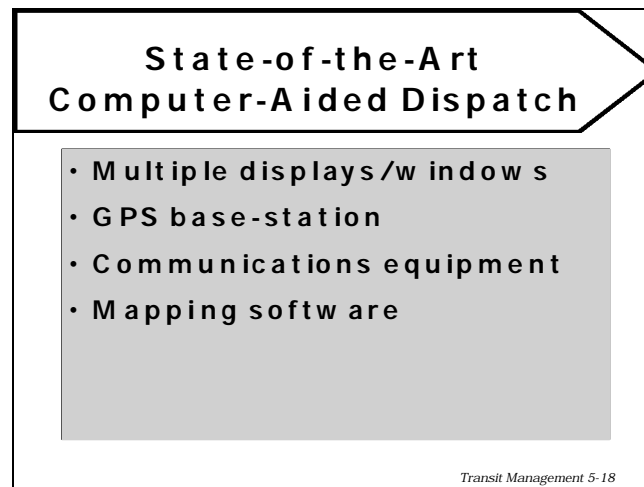 State-of-the-Art
Computer-Aided Dispatch
• Multiple displays/windows
• GPS base-station
• Communications equipment
• Mapping software
Transit Management 5-18